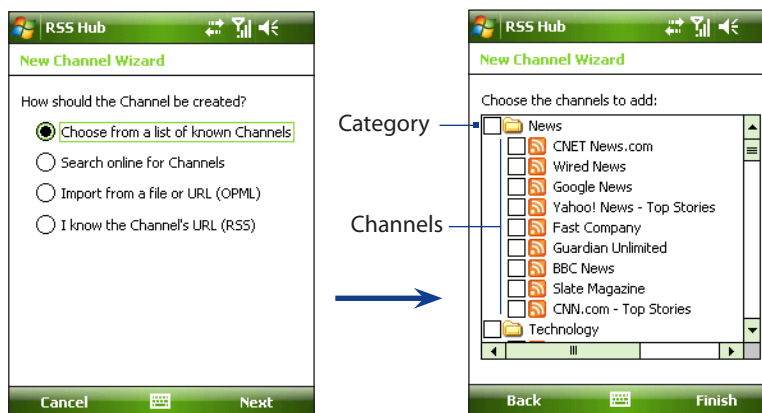 RSS Hub
New Channel Wizard
How should the Channel be created?
Choose from a list of known Channels
Search online for Channels
Import from a file or URL (OPML)
I know the Channel's URL (RSS)
Cancel
Next
Category
Channels
RSS Hub
New Channel Wizard
Choose the channels to add:
News
CNET News.com
Wired News
Google News
Yahoo! News - Top Stories
Fast Company
Guardian Unlimited
BBC News
Slate Magazine
CNN.com - Top Stories
Technology
Back
Finish